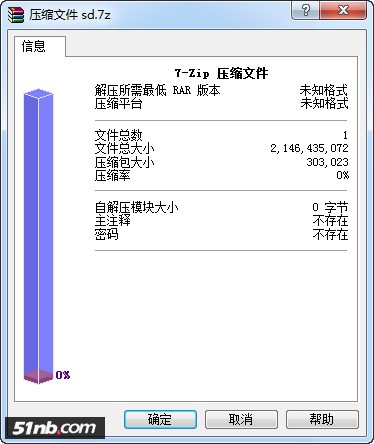 压缩文件 sd.7z
信息
7-Zip 压缩文件
解压所需最低 RAR 版本 未知格式
压缩平台 未知格式
文件总数 1
文件总大小 2,146,435,072
压缩包大小 303,023
压缩率 0%
自解压模块大小 0 字节
主注释 不存在
密码 不存在
0%
51nb.com
确定 取消 帮助